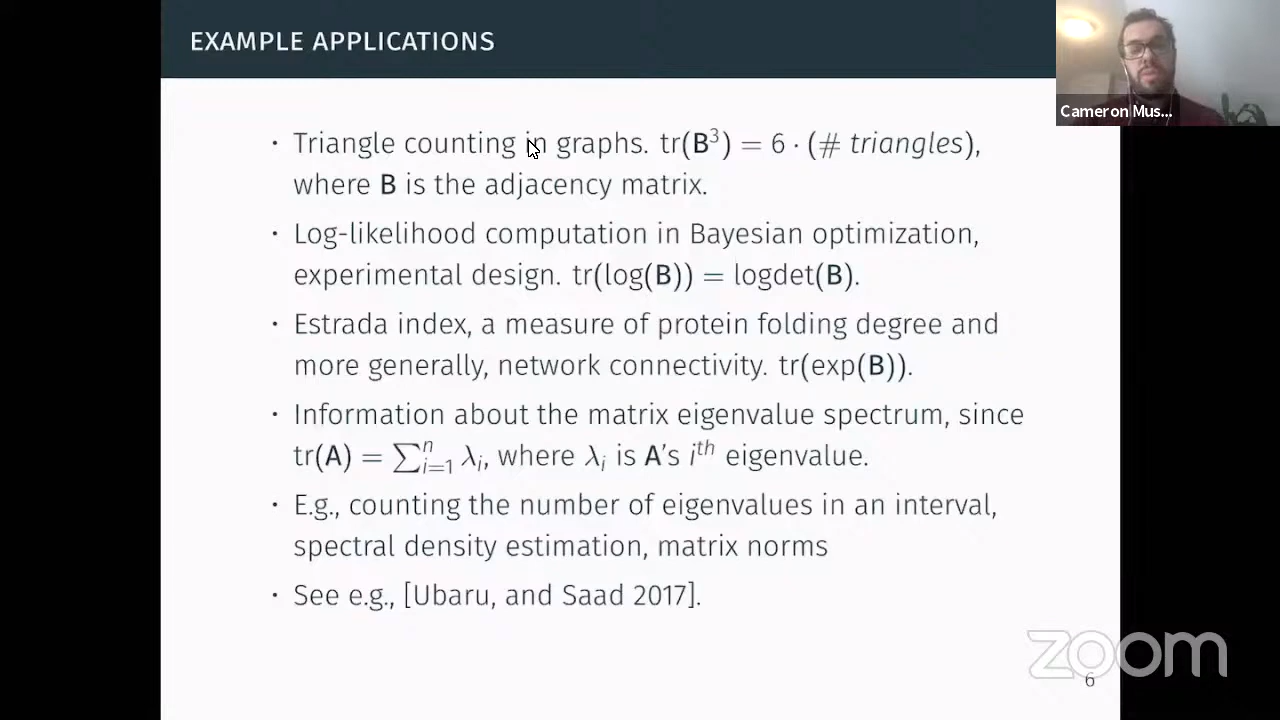 EXAMPLE APPLICATIONS
Cameron Mus...
· Triangle counting in graphs. tr(B³) = 6 · (# triangles),
where B is the adjacency matrix.
· Log-likelihood computation in Bayesian optimization,
experimental design. tr(log(B)) = logdet(B).
· Estrada index, a measure of protein folding degree and
more generally, network connectivity. tr(exp(B)).
· Information about the matrix eigenvalue spectrum, since
tr(A) = ∑ⁿᵢ₌₁ λᵢ, where λᵢ is A's iᵗʰ eigenvalue.
· E.g., counting the number of eigenvalues in an interval,
spectral density estimation, matrix norms
· See e.g., [Ubaru, and Saad 2017].
zoom
6